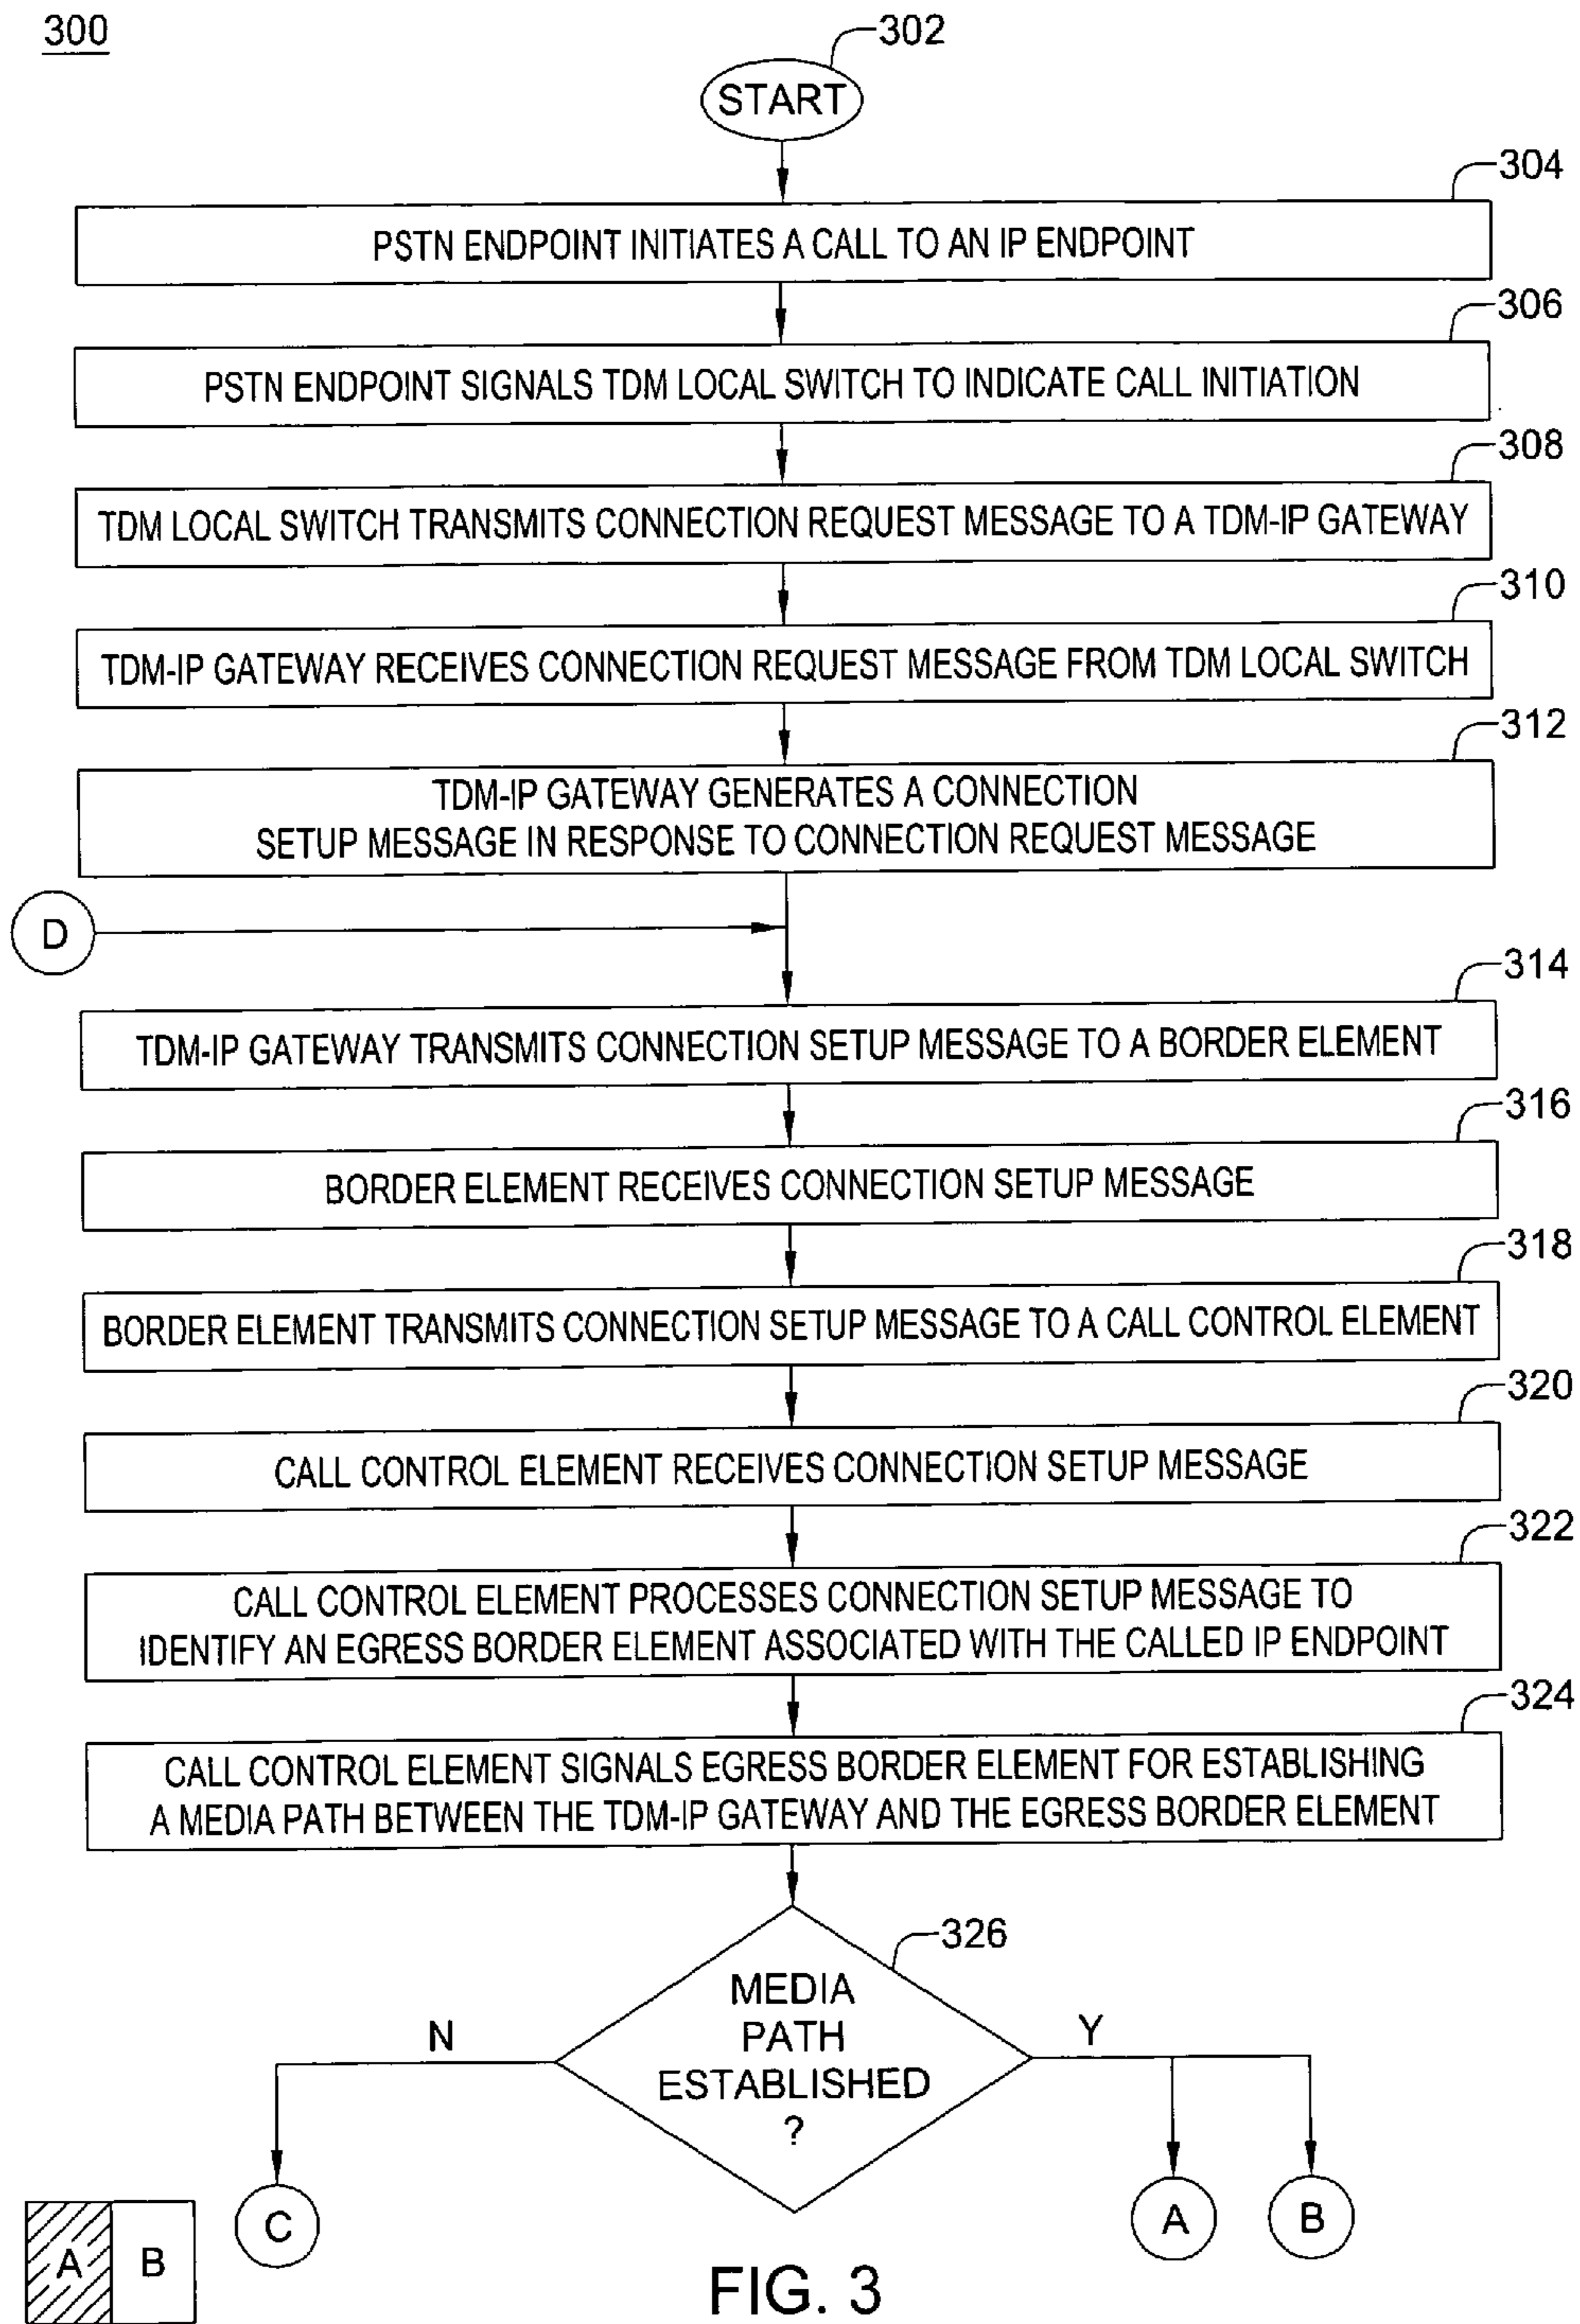 300
302
START
304
PSTN ENDPOINT INITIATES A CALL TO AN IP ENDPOINT
306
PSTN ENDPOINT SIGNALS TDM LOCAL SWITCH TO INDICATE CALL INITIATION
308
TDM LOCAL SWITCH TRANSMITS CONNECTION REQUEST MESSAGE TO A TDM-IP GATEWAY
310
TDM-IP GATEWAY RECEIVES CONNECTION REQUEST MESSAGE FROM TDM LOCAL SWITCH
312
TDM-IP GATEWAY GENERATES A CONNECTION
SETUP MESSAGE IN RESPONSE TO CONNECTION REQUEST MESSAGE
D
314
TDM-IP GATEWAY TRANSMITS CONNECTION SETUP MESSAGE TO A BORDER ELEMENT
316
BORDER ELEMENT RECEIVES CONNECTION SETUP MESSAGE
318
BORDER ELEMENT TRANSMITS CONNECTION SETUP MESSAGE TO A CALL CONTROL ELEMENT
320
CALL CONTROL ELEMENT RECEIVES CONNECTION SETUP MESSAGE
322
CALL CONTROL ELEMENT PROCESSES CONNECTION SETUP MESSAGE TO
IDENTIFY AN EGRESS BORDER ELEMENT ASSOCIATED WITH THE CALLED IP ENDPOINT
324
CALL CONTROL ELEMENT SIGNALS EGRESS BORDER ELEMENT FOR ESTABLISHING
A MEDIA PATH BETWEEN THE TDM-IP GATEWAY AND THE EGRESS BORDER ELEMENT
326
MEDIA
PATH
ESTABLISHED
?
N
Y
C
A
B
A
B
FIG. 3